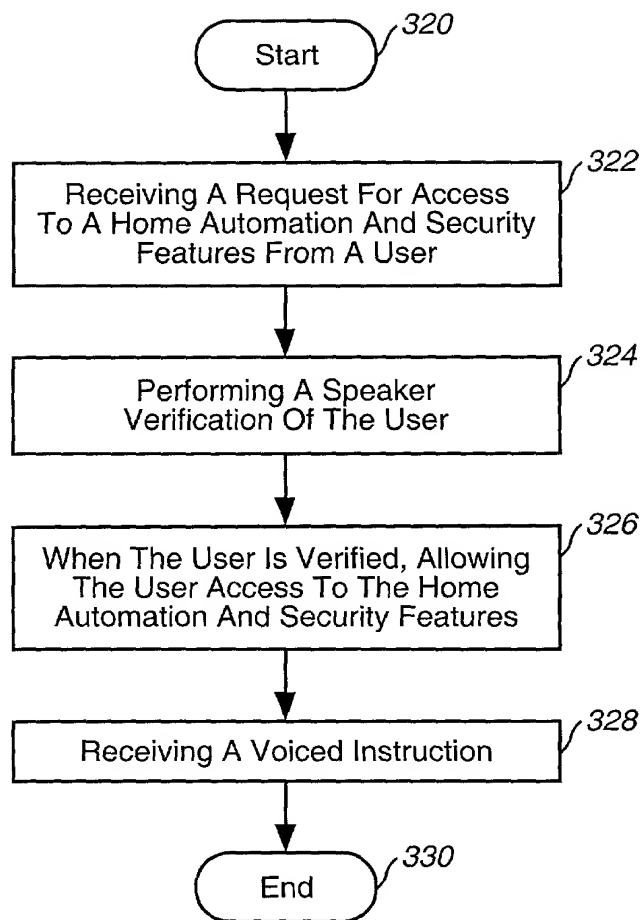 Start
320
322
Receiving A Request For Access
To A Home Automation And Security
Features From A User
324
Performing A Speaker
Verification Of The User
326
When The User Is Verified, Allowing
The User Access To The Home
Automation And Security Features
328
Receiving A Voiced Instruction
330
End